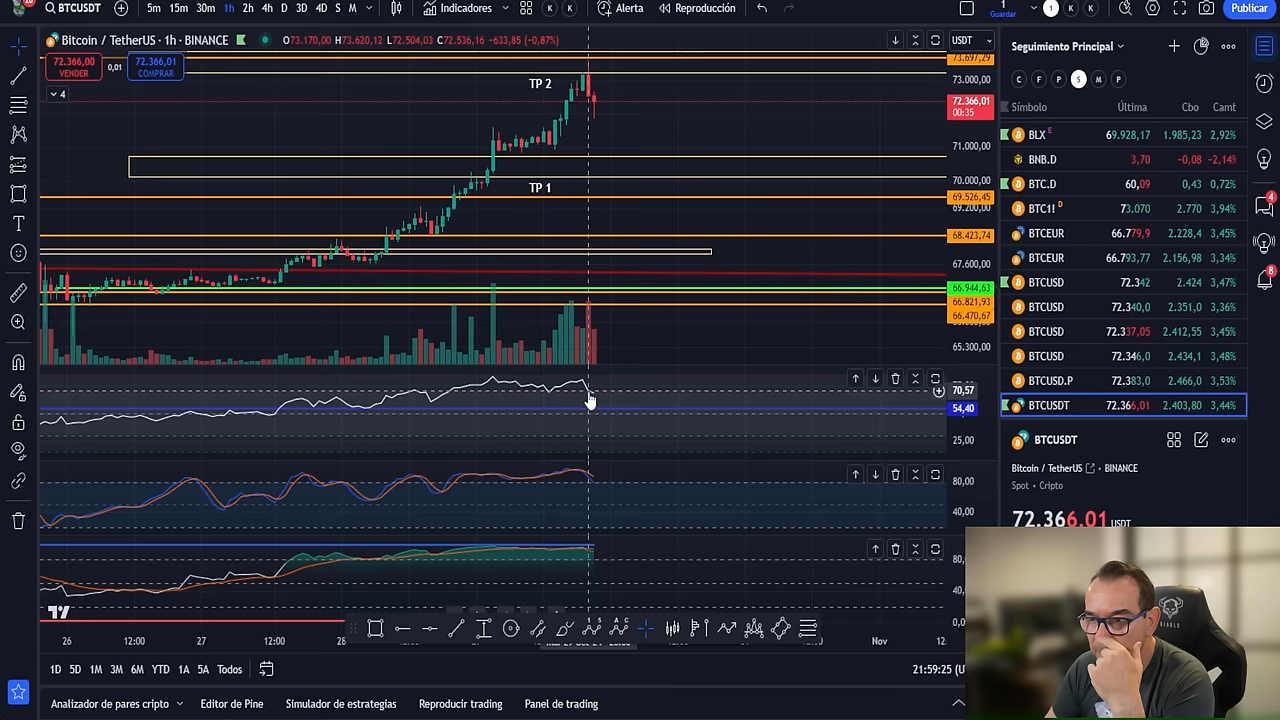 BTCUSDT
5m 15m 30m 1h 2h 4h D 3D 4D S M
Indicadores
Alerta
Reproducción
1
Guardar
1 K K
Publicar
Bitcoin / TetherUS · 1h · BINANCE
O73.170,00 H73.620,12 L72.504,03 C72.536,16 −633,85 (−0,87%)
USDT
72.366,00
VENDER
0,01
72.366,01
COMPRAR
4
TP 2
TP 1
73.697,29
73.000,00
72.366,01
00:35
71.000,00
70.000,00
69.526,45
69.200,00
68.423,74
67.600,00
66.944,63
66.821,93
66.470,67
65.300,00
70,57
54,40
25,00
80,00
40,00
26 12:00 27 12:00 28
Nov
1D 5D 1M 3M 6M YTD 1A 5A Todos
21:59:25
Analizador de pares cripto
Editor de Pine
Simulador de estrategias
Reproducir trading
Panel de trading
Seguimiento Principal
C F P S M P
Símbolo Última Cbo Camt
BLX E 69.928,17 1.985,23 2,92%
BNB.D 3,70 −0,08 −2,14%
BTC.D 60,09 0,43 0,72%
BTC1! D 73.070 2.770 3,94%
BTCEUR 66.779,9 2.228,4 3,45%
BTCEUR 66.793,77 2.156,98 3,34%
BTCUSD 72.342 2.424 3,47%
BTCUSD 72.340,0 2.351,0 3,36%
BTCUSD 72.337,05 2.412,55 3,45%
BTCUSD 72.346,0 2.434,1 3,48%
BTCUSD.P 72.383,0 2.466,0 3,53%
BTCUSDT 72.366,01 2.403,80 3,44%
BTCUSDT
Bitcoin / TetherUS • BINANCE
Spot • Cripto
72.366,01 USDT
4
8